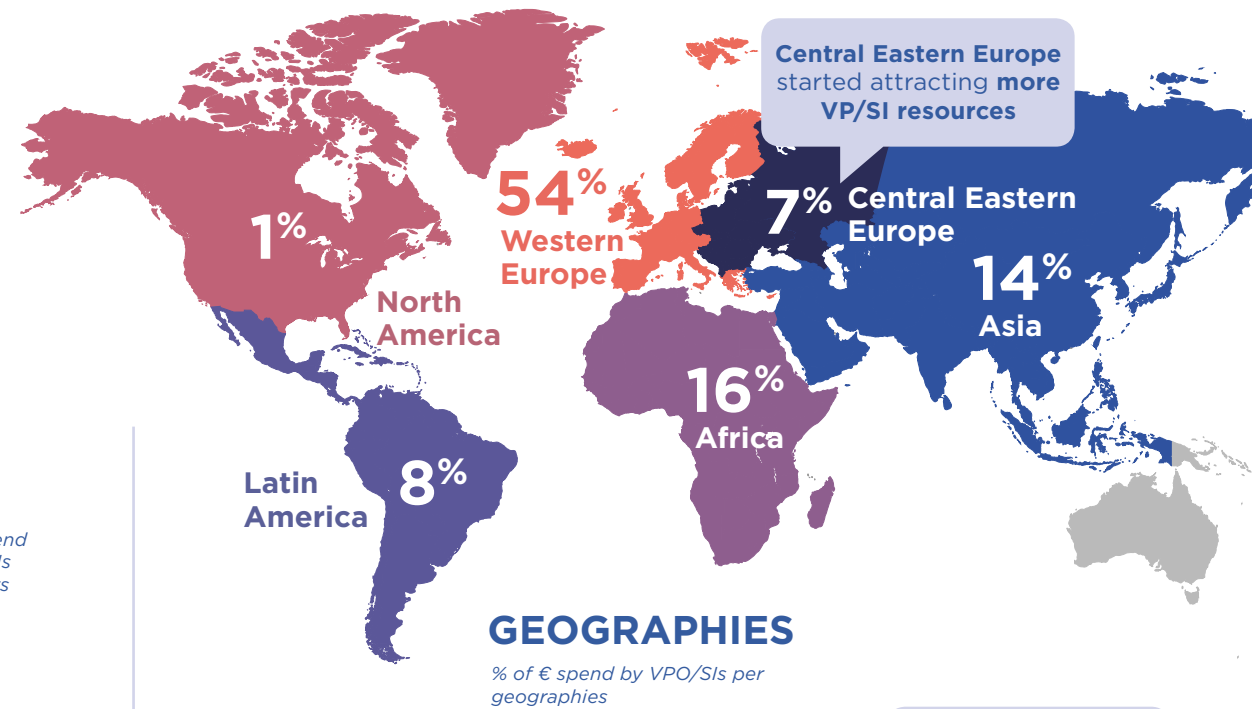 Central Eastern Europe
started attracting more
VP/SI resources
54%
Western
Europe
7%
Central Eastern
Europe
1%
North
America
14%
Asia
16%
Africa
8%
Latin
America
GEOGRAPHIES
% of € spend by VPO/SIs per
geographies